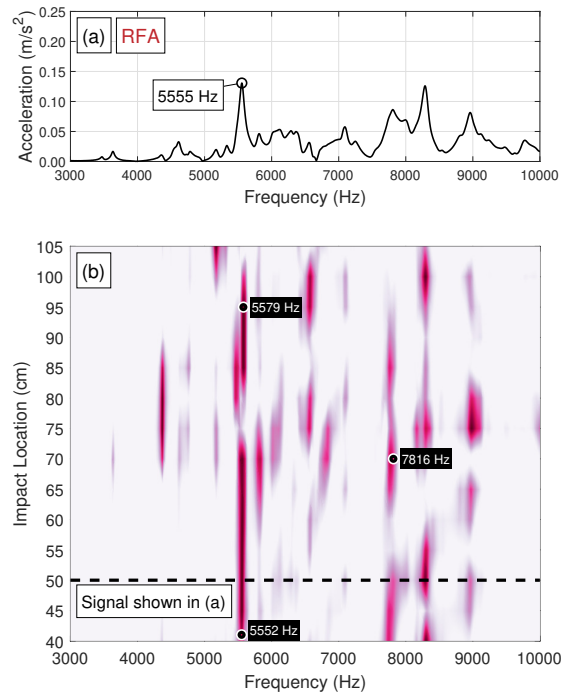 (a) RFA
Acceleration (m/s²)
0.25
0.20
0.15
0.10
0.05
0.00
5555 Hz
3000 4000 5000 6000 7000 8000 9000 10000
Frequency (Hz)
(b)
Impact Location (cm)
105
100
95
90
85
80
75
70
65
60
55
50
45
40
5579 Hz
7816 Hz
Signal shown in (a)
5552 Hz
3000 4000 5000 6000 7000 8000 9000 10000
Frequency (Hz)